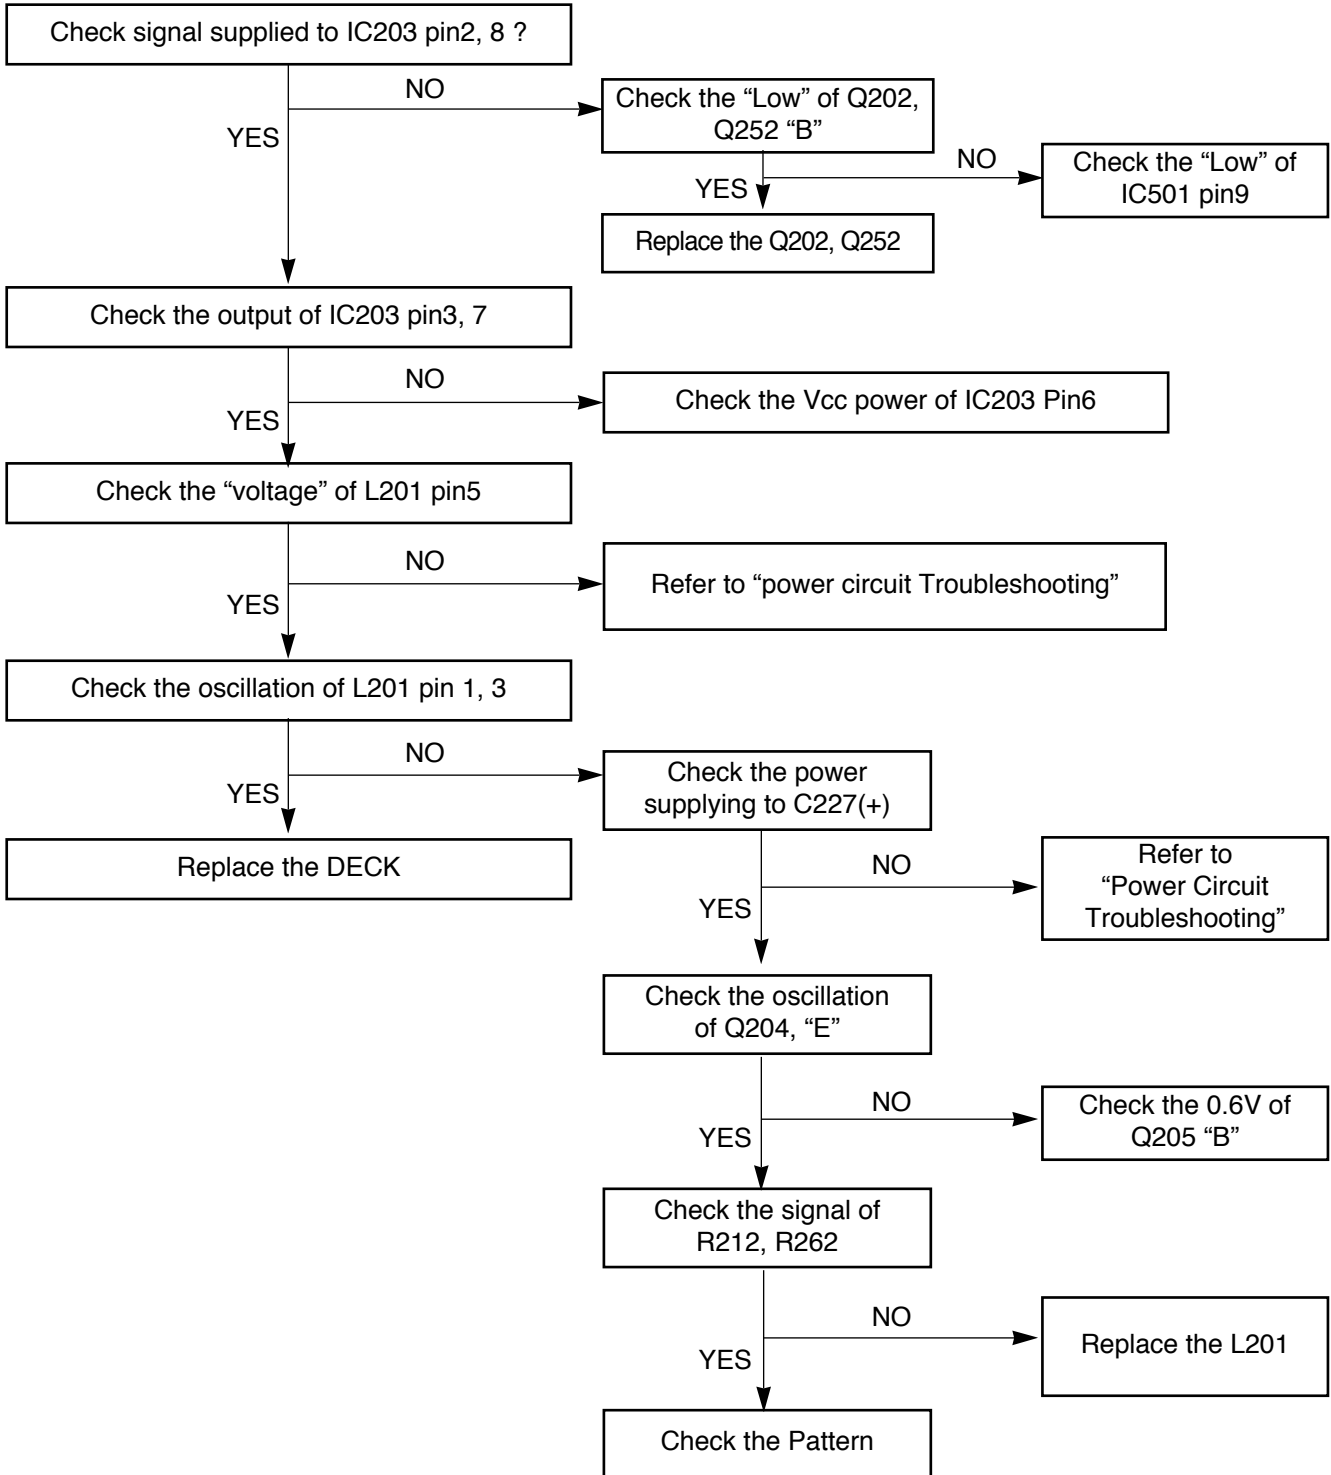 Check signal supplied to IC203 pin2, 8 ?
NO
YES
Check the “Low” of Q202,
Q252 “B”
NO
YES
Check the “Low” of
IC501 pin9
Replace the Q202, Q252
Check the output of IC203 pin3, 7
NO
YES
Check the Vcc power of IC203 Pin6
Check the “voltage” of L201 pin5
NO
YES
Refer to “power circuit Troubleshooting”
Check the oscillation of L201 pin 1, 3
NO
YES
Check the power
supplying to C227(+)
Replace the DECK
NO
YES
Refer to
“Power Circuit
Troubleshooting”
Check the oscillation
of Q204, “E”
NO
YES
Check the 0.6V of
Q205 “B”
Check the signal of
R212, R262
NO
YES
Replace the L201
Check the Pattern